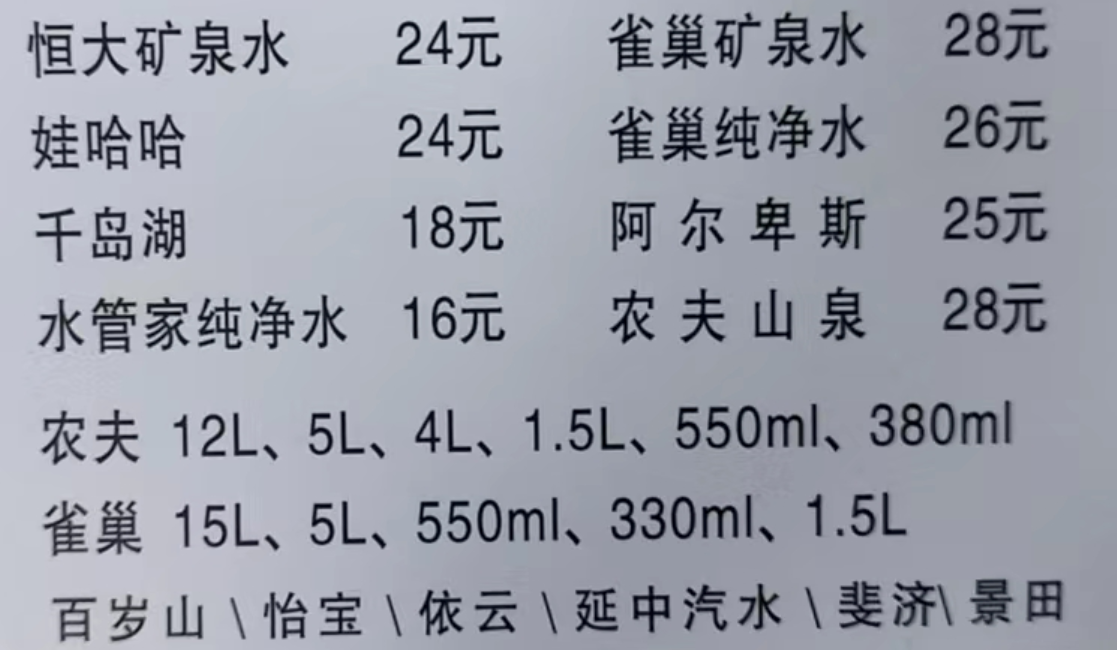 恒大矿泉水 24元 雀巢矿泉水 28元
娃哈哈 24元 雀巢纯净水 26元
千岛湖 18元 阿尔卑斯 25元
水管家纯净水 16元 农夫山泉 28元
农夫 12L、5L、4L、1.5L、550ml、380ml
雀巢 15L、5L、550ml、330ml、1.5L
百岁山 \ 怡宝 \ 依云 \ 延中汽水 \ 斐济 \ 景田